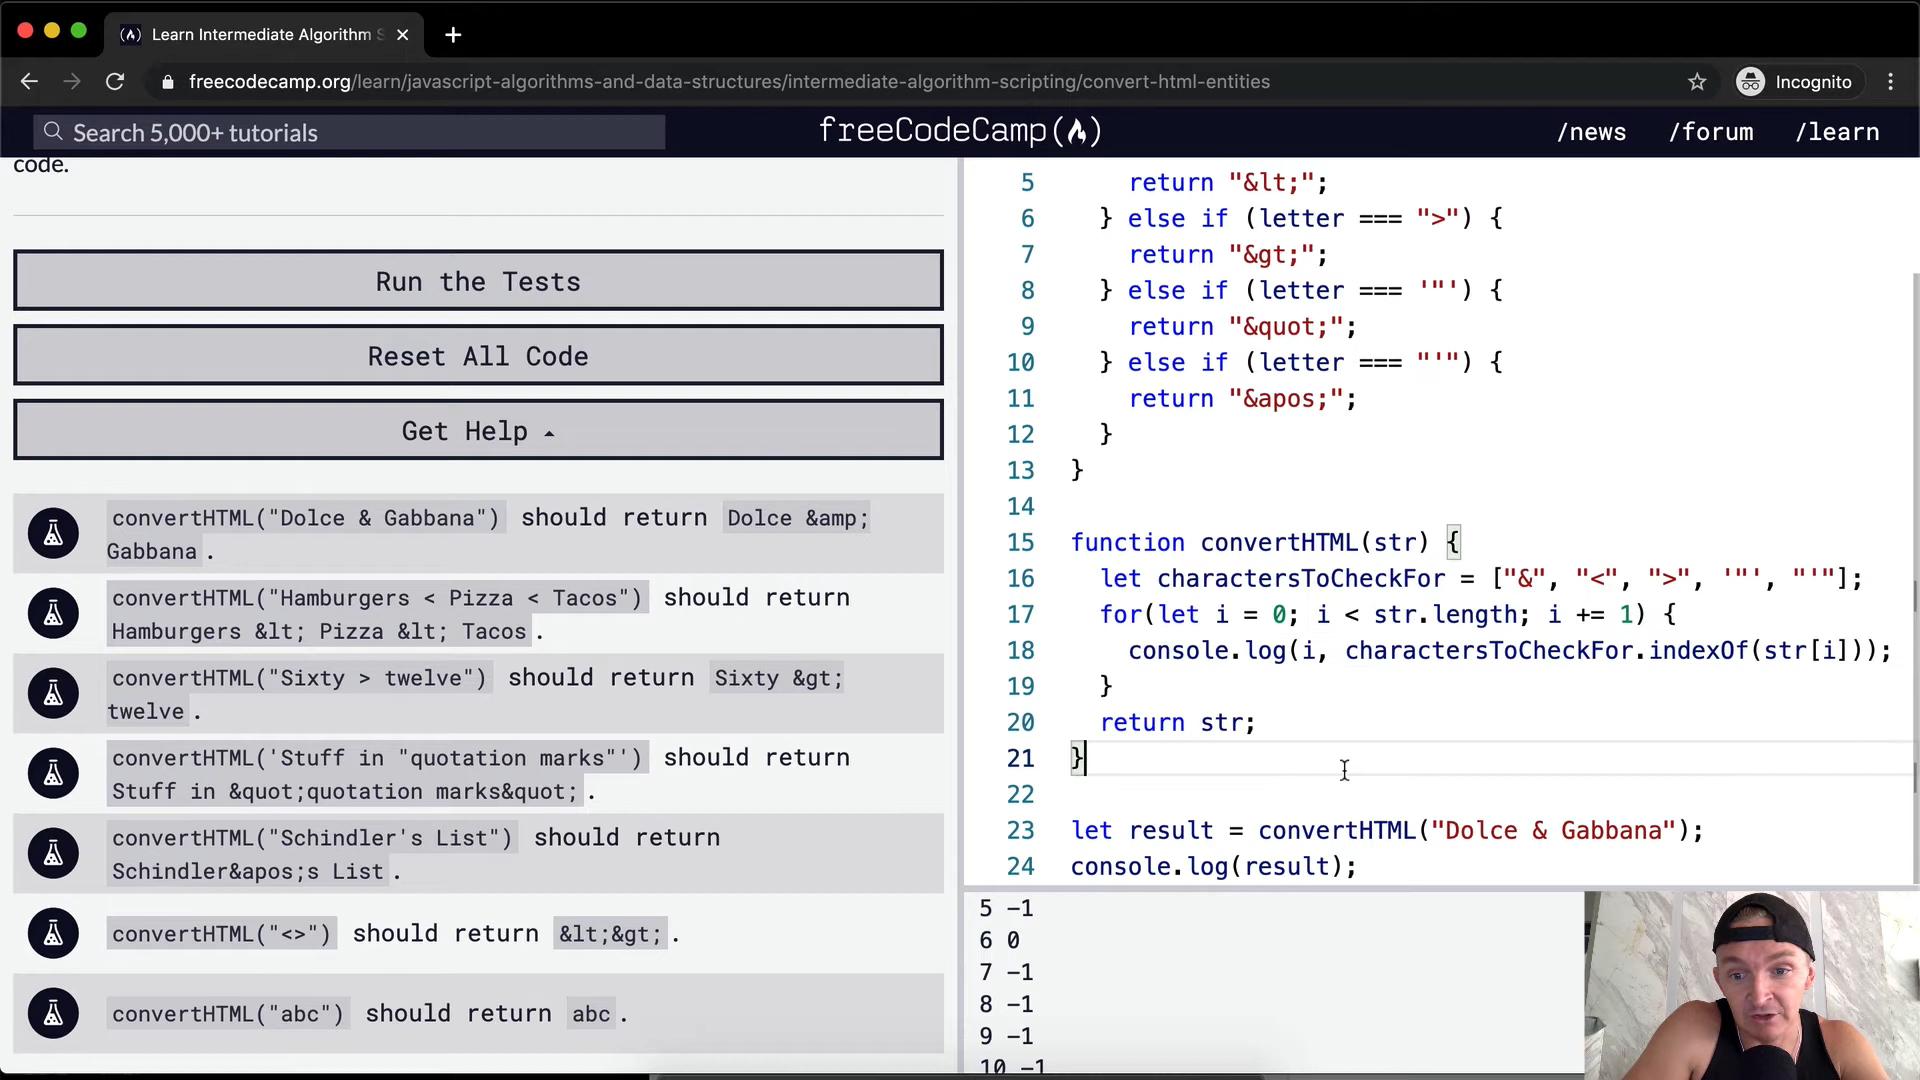 Learn Intermediate Algorithm S
freecodecamp.org/learn/javascript-algorithms-and-data-structures/intermediate-algorithm-scripting/convert-html-entities
Incognito
Search 5,000+ tutorials
freeCodeCamp(🔥)
/news /forum /learn
code.
Run the Tests
Reset All Code
Get Help
convertHTML("Dolce & Gabbana") should return Dolce &amp;
Gabbana .
convertHTML("Hamburgers < Pizza < Tacos") should return
Hamburgers &lt; Pizza &lt; Tacos .
convertHTML("Sixty > twelve") should return Sixty &gt;
twelve .
convertHTML('Stuff in "quotation marks"') should return
Stuff in &quot;quotation marks&quot; .
convertHTML("Schindler's List") should return
Schindler&apos;s List .
convertHTML("<>") should return &lt;&gt; .
convertHTML("abc") should return abc .
5 return "&lt;";
6 } else if (letter === ">") {
7 return "&gt;";
8 } else if (letter === '"') {
9 return "&quot;";
10 } else if (letter === "'") {
11 return "&apos;";
12 }
13 }
14
15 function convertHTML(str) {
16 let charactersToCheckFor = ["&", "<", ">", '"', "'"];
17 for(let i = 0; i < str.length; i += 1) {
18 console.log(i, charactersToCheckFor.indexOf(str[i]));
19 }
20 return str;
21 }
22
23 let result = convertHTML("Dolce & Gabbana");
24 console.log(result);
5 -1
6 0
7 -1
8 -1
9 -1
10 -1